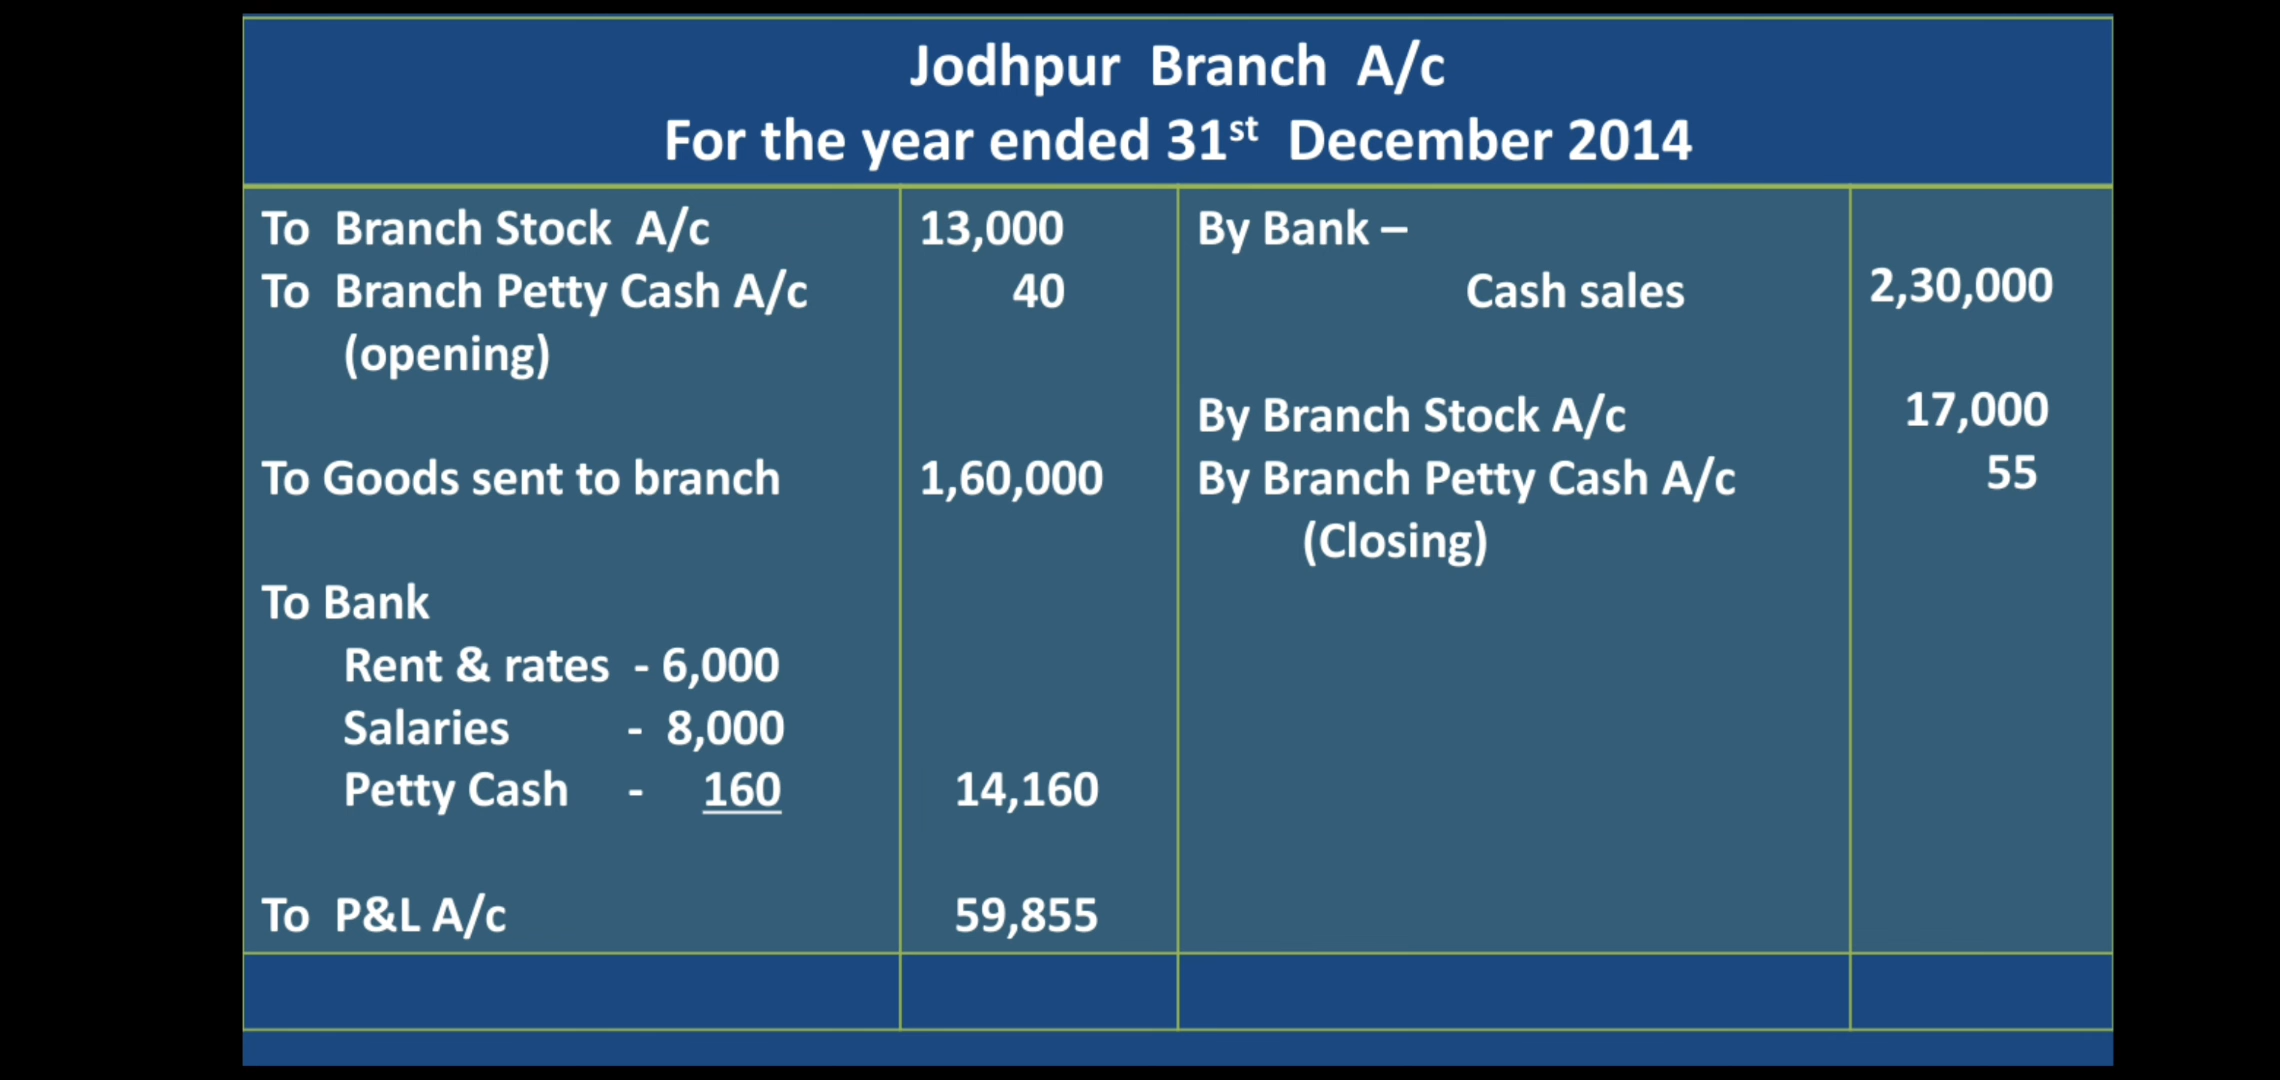 Jodhpur Branch A/c
For the year ended 31st December 2014
To Branch Stock A/c 13,000 By Bank –
To Branch Petty Cash A/c 40 Cash sales 2,30,000
(opening)
By Branch Stock A/c 17,000
To Goods sent to branch 1,60,000 By Branch Petty Cash A/c 55
(Closing)
To Bank
Rent & rates - 6,000
Salaries - 8,000
Petty Cash - 160 14,160
To P&L A/c 59,855